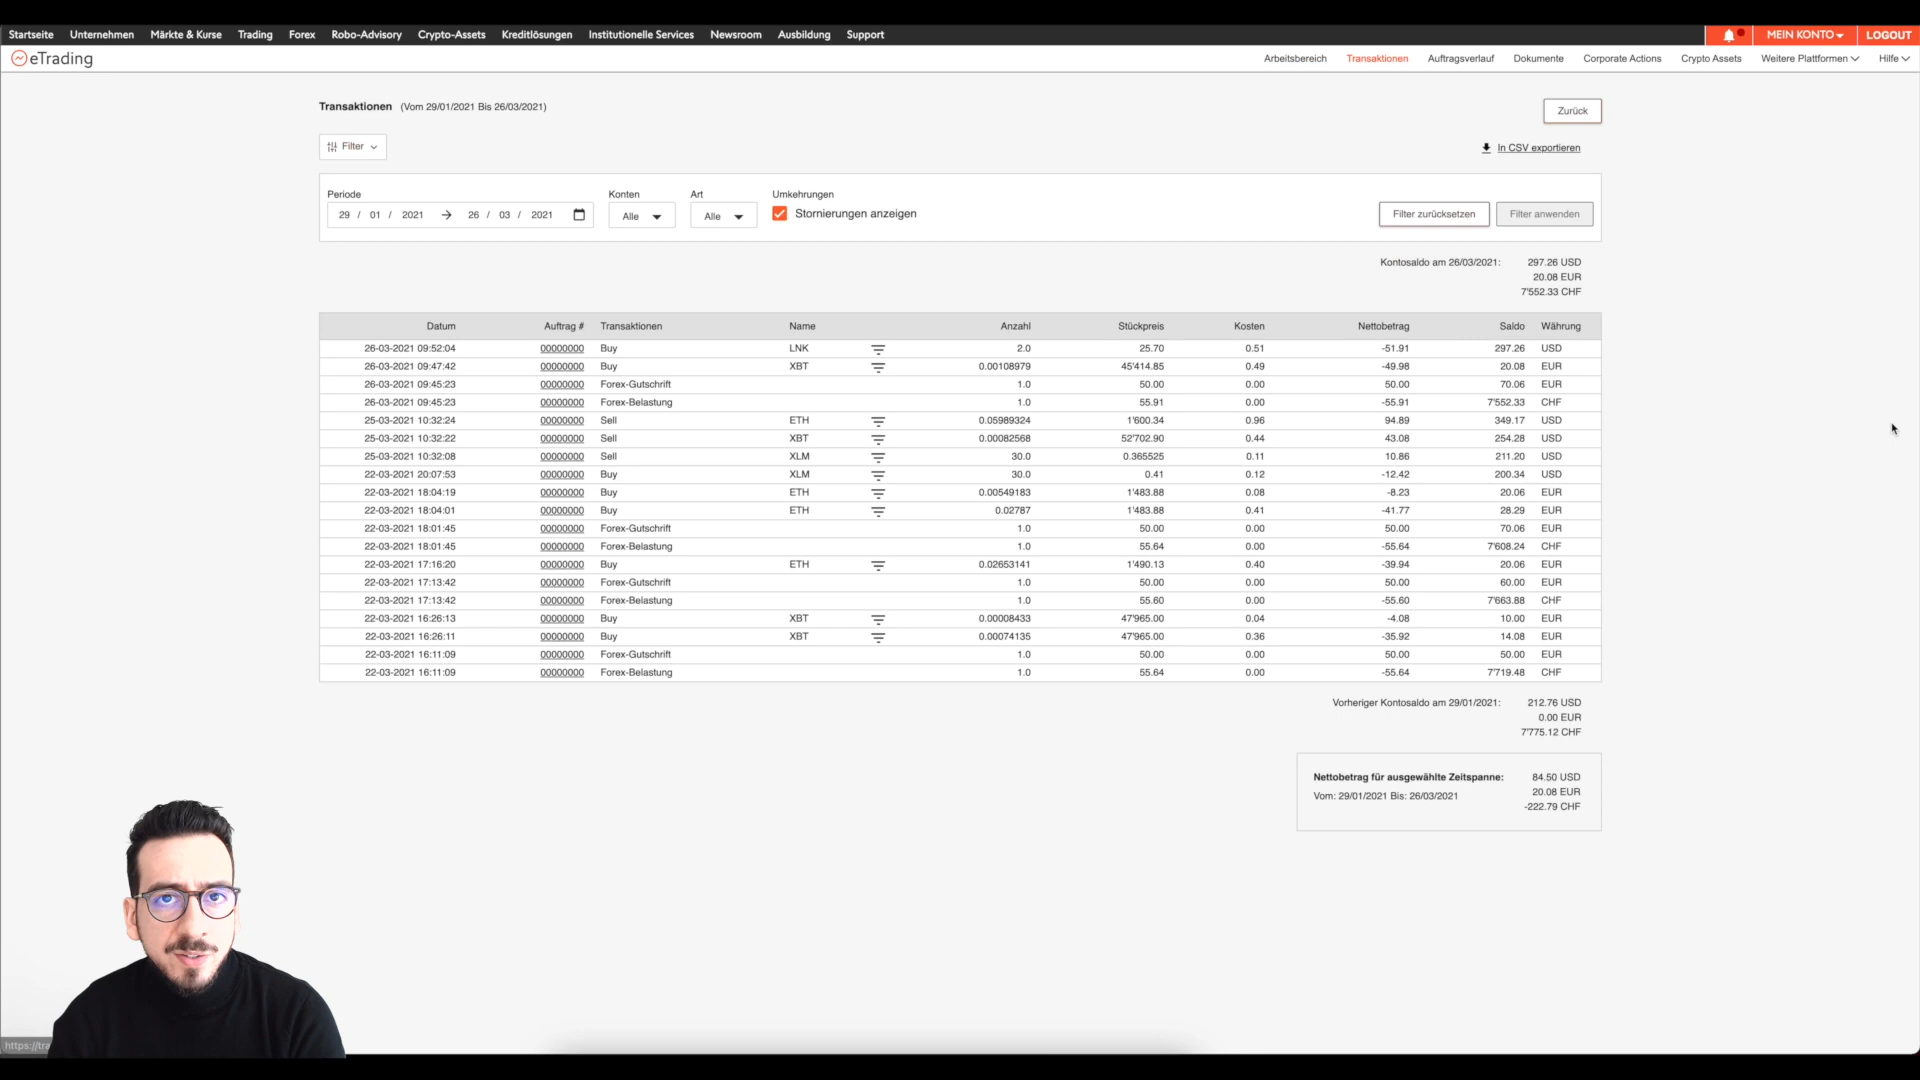 Startseite Unternehmen Märkte & Kurse Trading Forex Robo-Advisory Crypto-Assets Kreditlösungen Institutionelle Services Newsroom Ausbildung Support MEIN KONTO LOGOUT
eTrading Arbeitsbereich Transaktionen Auftragsverlauf Dokumente Corporate Actions Crypto Assets Weitere Plattformen Hilfe
Transaktionen (Vom 29/01/2021 Bis 26/03/2021) Zurück
Filter In CSV exportieren
Periode Konten Art Umkehrungen
29 / 01 / 2021 → 26 / 03 / 2021 Alle Alle Stornierungen anzeigen Filter zurücksetzen Filter anwenden
Kontosaldo am 26/03/2021: 297.26 USD
20.08 EUR
7'552.33 CHF
Datum Auftrag # Transaktionen Name Anzahl Stückpreis Kosten Nettobetrag Saldo Währung
26-03-2021 09:52:04 00000000 Buy LNK 2.0 25.70 0.51 -51.91 297.26 USD
26-03-2021 09:47:42 00000000 Buy XBT 0.00108979 45'414.85 0.49 -49.98 20.08 EUR
26-03-2021 09:45:23 00000000 Forex-Gutschrift 1.0 50.00 0.00 50.00 70.06 EUR
26-03-2021 09:45:23 00000000 Forex-Belastung 1.0 55.91 0.00 -55.91 7'552.33 CHF
25-03-2021 10:32:24 00000000 Sell ETH 0.05989324 1'600.34 0.96 94.89 349.17 USD
25-03-2021 10:32:22 00000000 Sell XBT 0.00082568 52'702.90 0.44 43.08 254.28 USD
25-03-2021 10:32:08 00000000 Sell XLM 30.0 0.365525 0.11 10.86 211.20 USD
22-03-2021 20:07:53 00000000 Buy XLM 30.0 0.41 0.12 -12.42 200.34 USD
22-03-2021 18:04:19 00000000 Buy ETH 0.00549183 1'483.88 0.08 -8.23 20.06 EUR
22-03-2021 18:04:01 00000000 Buy ETH 0.02787 1'483.88 0.41 -41.77 28.29 EUR
22-03-2021 18:01:45 00000000 Forex-Gutschrift 1.0 50.00 0.00 50.00 70.06 EUR
22-03-2021 18:01:45 00000000 Forex-Belastung 1.0 55.64 0.00 -55.64 7'608.24 CHF
22-03-2021 17:16:20 00000000 Buy ETH 0.02653141 1'490.13 0.40 -39.94 20.06 EUR
22-03-2021 17:13:42 00000000 Forex-Gutschrift 1.0 50.00 0.00 50.00 60.00 EUR
22-03-2021 17:13:42 00000000 Forex-Belastung 1.0 55.60 0.00 -55.60 7'663.88 CHF
22-03-2021 16:26:13 00000000 Buy XBT 0.00008433 47'965.00 0.04 -4.08 10.00 EUR
22-03-2021 16:26:11 00000000 Buy XBT 0.00074135 47'965.00 0.36 -35.92 14.08 EUR
22-03-2021 16:11:09 00000000 Forex-Gutschrift 1.0 50.00 0.00 50.00 50.00 EUR
22-03-2021 16:11:09 00000000 Forex-Belastung 1.0 55.64 0.00 -55.64 7'719.48 CHF
Vorheriger Kontosaldo am 29/01/2021: 212.76 USD
0.00 EUR
7'775.12 CHF
Nettobetrag für ausgewählte Zeitspanne: 84.50 USD
Vom: 29/01/2021 Bis: 26/03/2021 20.08 EUR
-222.79 CHF
https://tra